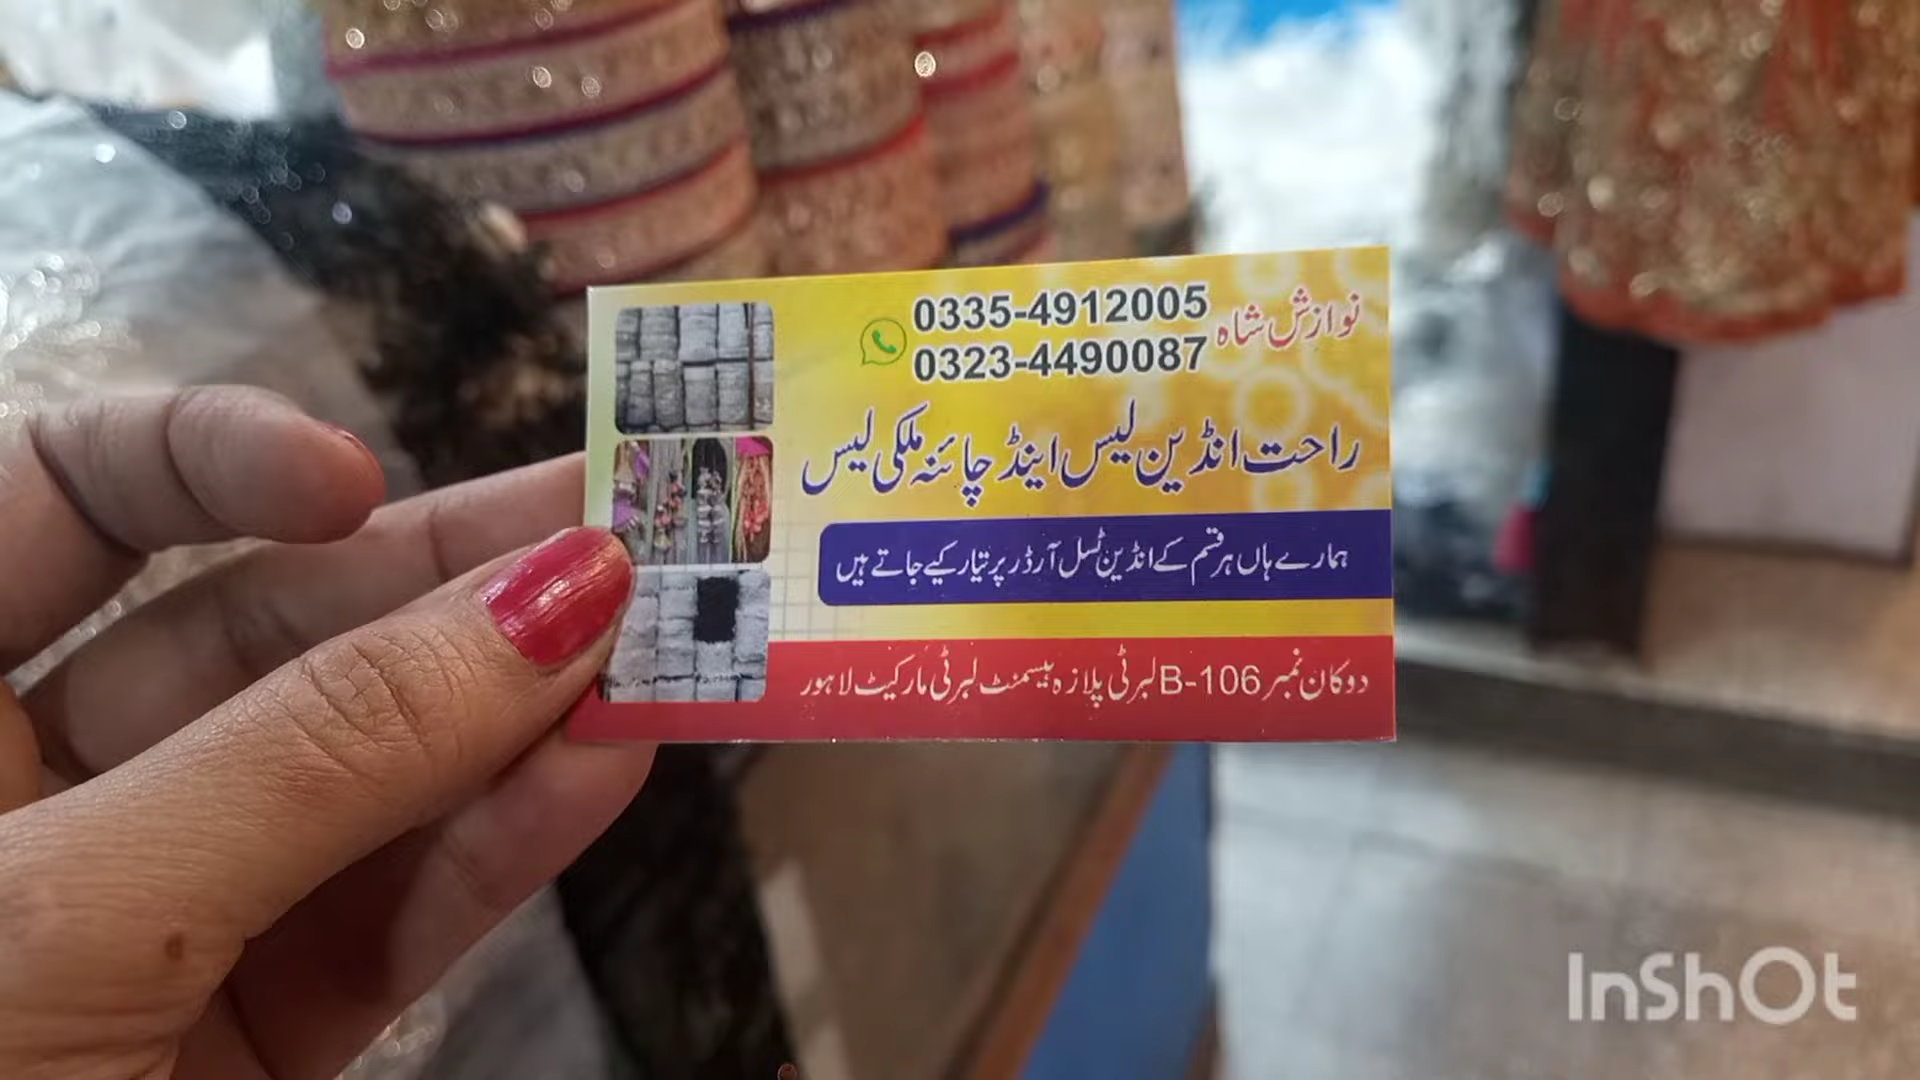 0335-4912005
نوازش شاہ
0323-4490087
راحت انڈین لیس اینڈ چائنہ ملکی لیس
ہمارے ہاں ہر قسم کے انڈین ٹسل آرڈر پر تیار کیے جاتے ہیں
دوکان نمبر B-106 لبرٹی پلازہ بیسمنٹ لبرٹی مارکیٹ لاہور
InShOt